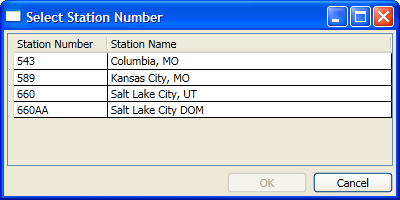 Select Station Number
Station Number Station Name
543 Columbia, MO
589 Kansas City, MO
660 Salt Lake City, UT
660AA Salt Lake City DOM
OK Cancel